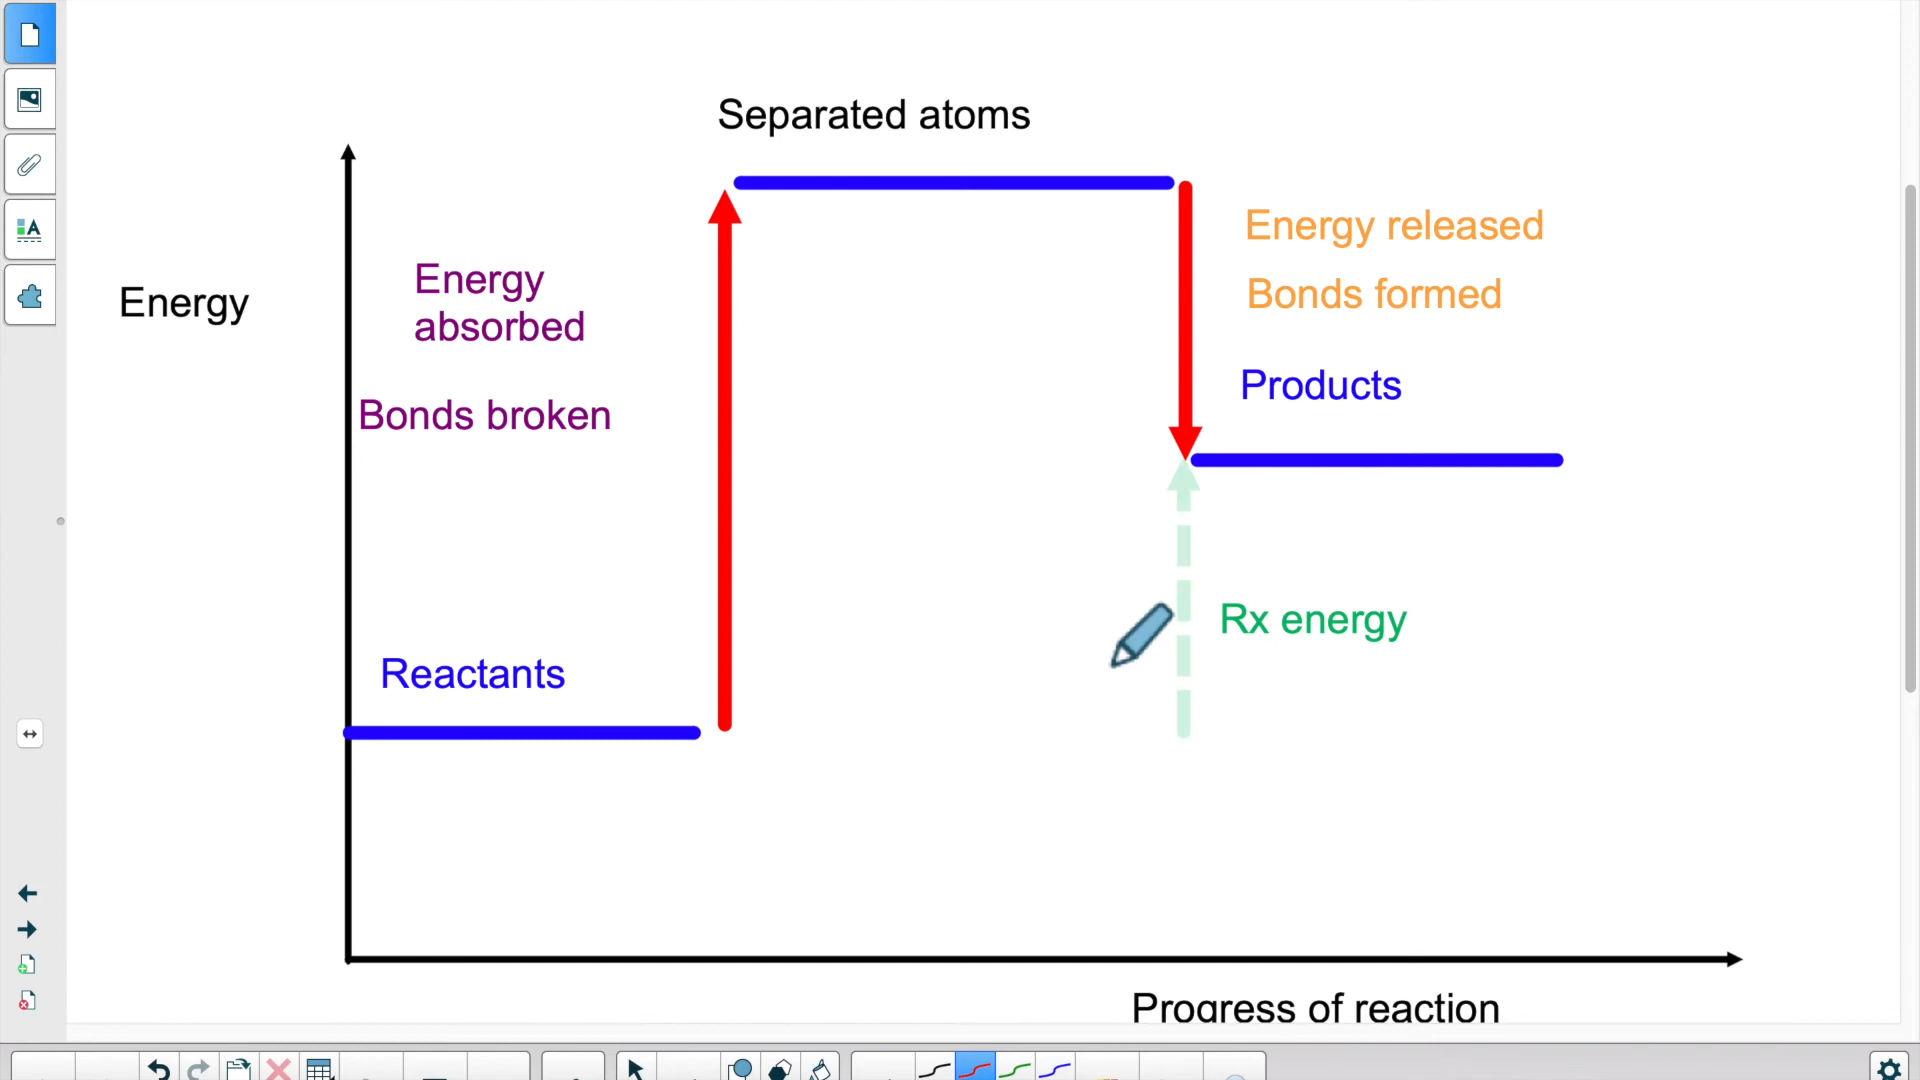 Separated atoms
Energy released
Energy
absorbed
Energy
Bonds formed
Products
Bonds broken
Rx energy
Reactants
Progress of reaction